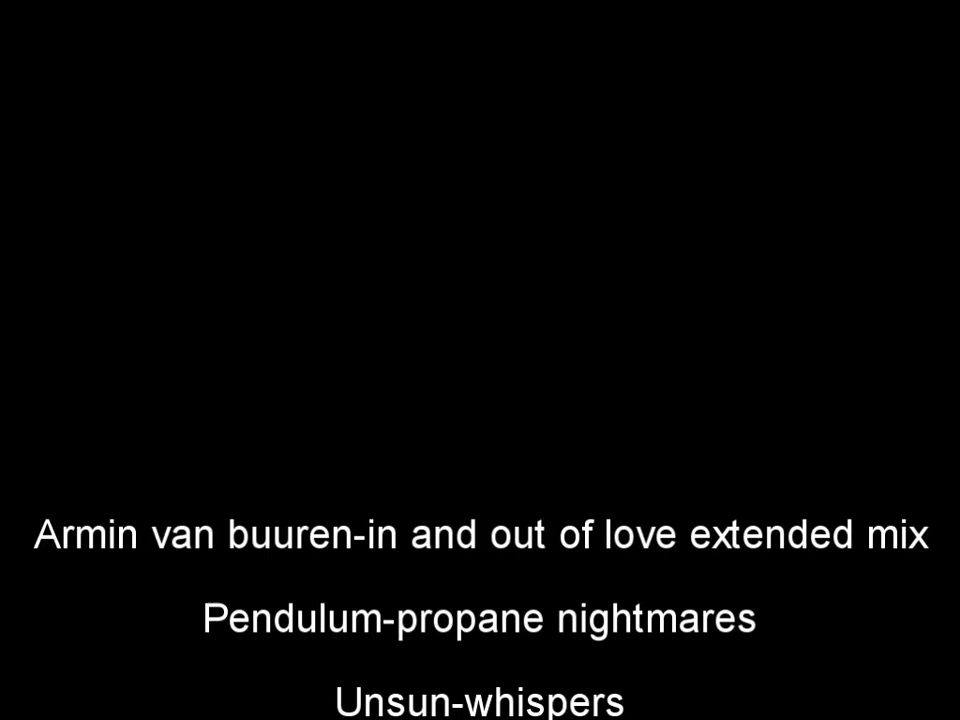 Armin van buuren-in and out of love extended mix
Pendulum-propane nightmares
Unsun-whispers